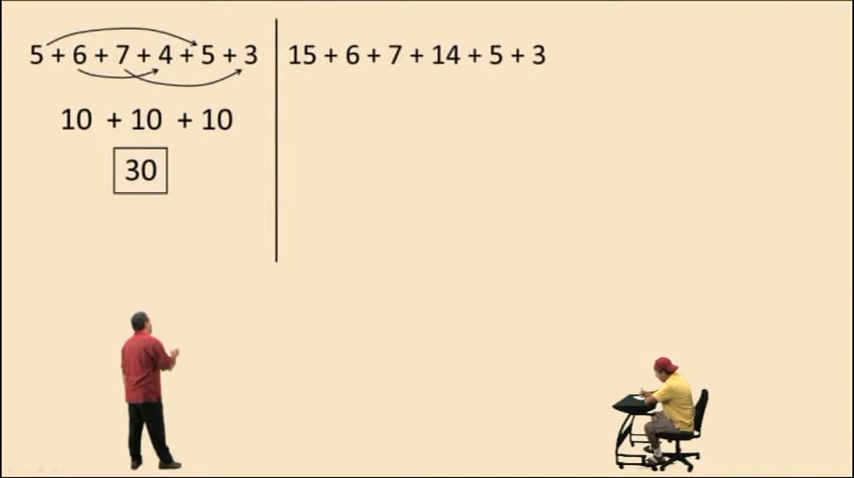 5 + 6 + 7 + 4 + 5 + 3
10 + 10 + 10
30
15 + 6 + 7 + 14 + 5 + 3